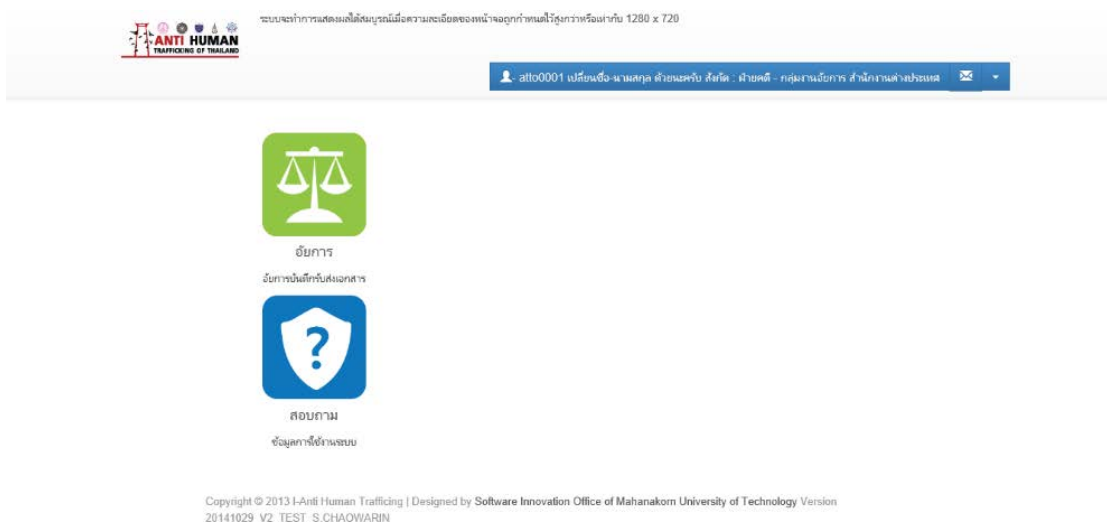 ANTI HUMAN
TRAFFICKING OF THAILAND
ระบบจะทำการแสดงผลได้สมบูรณ์เมื่อความละเอียดของหน้าจอถูกกำหนดไว้สูงกว่าหรือเท่ากับ 1280 x 720
- atto0001 เปลี่ยนชื่อ-นามสกุล ด้วยนะครับ สังกัด : ฝ่ายคดี - กลุ่มงานอัยการ สำนักงานต่างประเทศ
อัยการ
อัยการบันทึกรับส่งเอกสาร
?
สอบถาม
ข้อมูลการใช้งานระบบ
Copyright © 2013 I-Anti Human Trafficing | Designed by Software Innovation Office of Mahanakorn University of Technology Version
20141029_V2_TEST_S.CHAOWARIN